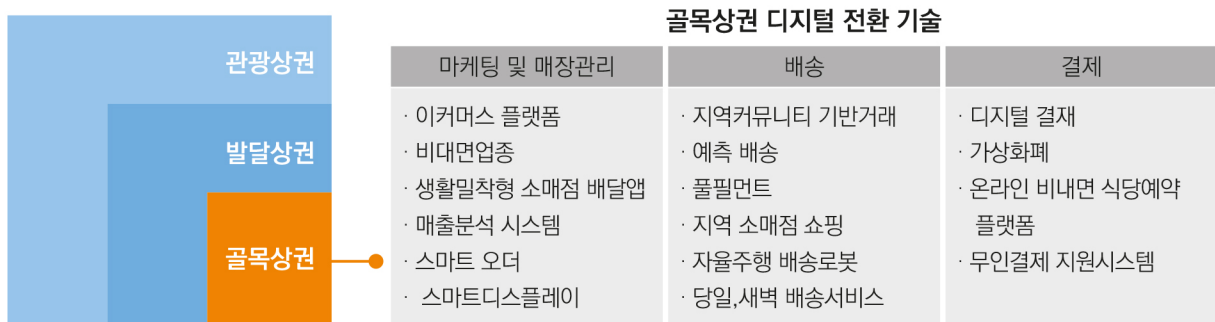 골목상권 디지털 전환 기술
관광상권
발달상권
골목상권
마케팅 및 매장관리
· 이커머스 플랫폼
· 비대면업종
· 생활밀착형 소매점 배달앱
· 매출분석 시스템
· 스마트 오더
· 스마트디스플레이
배송
· 지역커뮤니티 기반거래
· 예측 배송
· 풀필먼트
· 지역 소매점 쇼핑
· 자율주행 배송로봇
· 당일,새벽 배송서비스
결제
· 디지털 결재
· 가상화폐
· 온라인 비내면 식당예약
플랫폼
· 무인결제 지원시스템